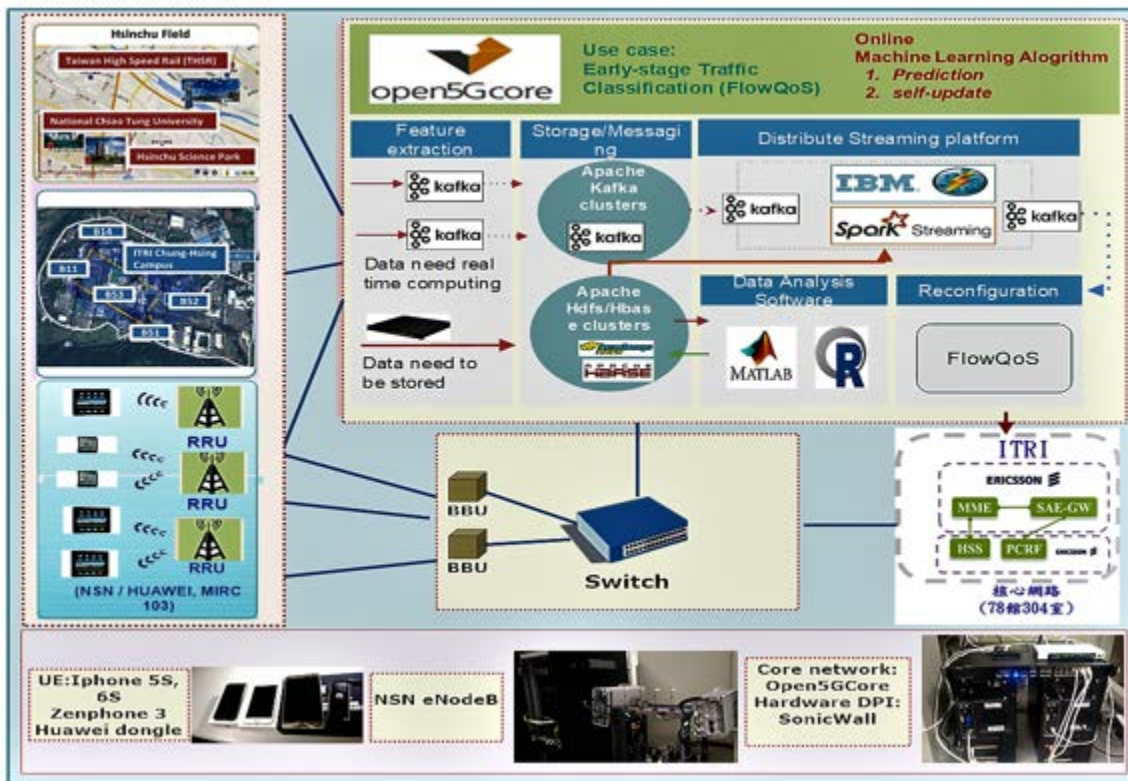 Hsinchu Field
Taiwan High Speed Rail (THSR)
National Chiao Tung University
Hsinchu Science Park
B14
ITRI Chung-Hsing
Campus
B11
B53
B52
B51
RRU
RRU
RRU
(NSN / HUAWEI, MIRC
103)
open5Gcore
Use case:
Early-stage Traffic
Classification (FlowQoS)
Online
Machine Learning Alogrithm
1. Prediction
2. self-update
Feature
extraction
kafka
kafka
Data need real
time computing
Data need to
be stored
Storage/Messagi
ng
Apache
Kafka
clusters
kafka
Apache
Hdfs/Hbas
e clusters
HBASE
Distribute Streaming platform
kafka
IBM
Spark Streaming
kafka
Data Analysis
Software
MATLAB
R
Reconfiguration
FlowQoS
BBU
BBU
Switch
ITRI
ERICSSON
MME
SAE-GW
HSS
PCRF
核心網路
(78館304室)
UE:Iphone 5S,
6S
Zenphone 3
Huawei dongle
NSN eNodeB
Core network:
Open5GCore
Hardware DPI:
SonicWall